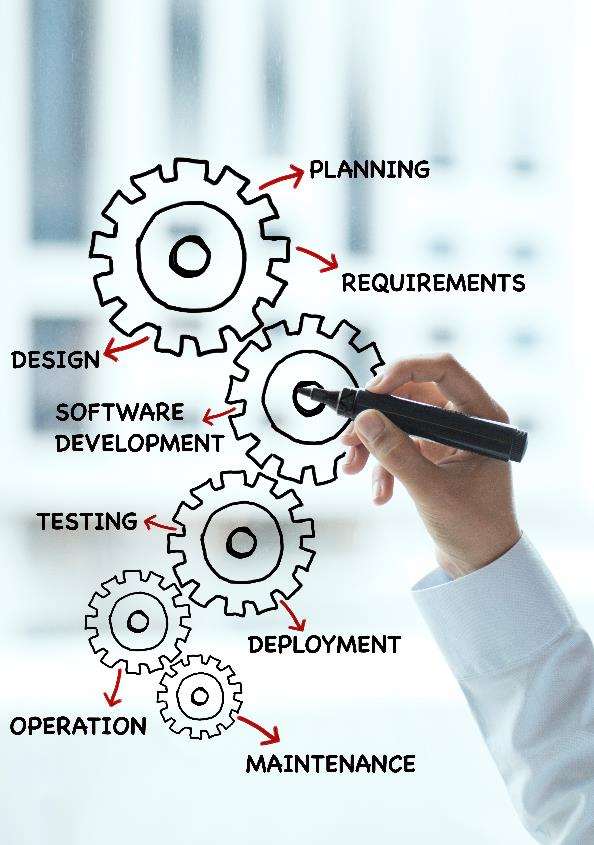 PLANNING
REQUIREMENTS
DESIGN
SOFTWARE
DEVELOPMENT
TESTING
DEPLOYMENT
OPERATION
MAINTENANCE